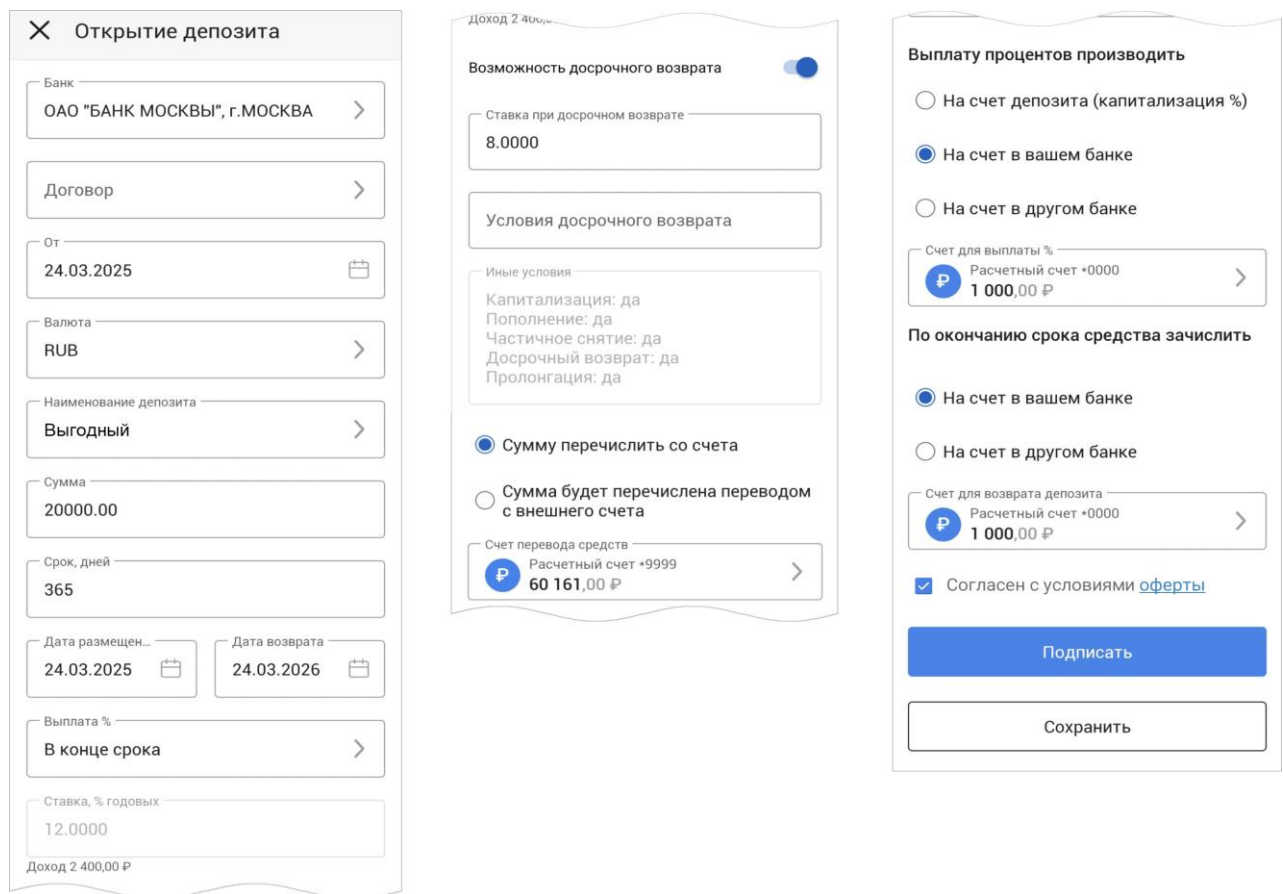 Открытие депозита
Банк
ОАО "БАНК МОСКВЫ", г.МОСКВА
Договор
От
24.03.2025
Валюта
RUB
Наименование депозита
Выгодный
Сумма
20000.00
Срок, дней
365
Дата размещен...
24.03.2025
Дата возврата
24.03.2026
Выплата %
В конце срока
Ставка, % годовых
12.0000
Доход 2 400,00 ₽
Доход 2 400,
Возможность досрочного возврата
Ставка при досрочном возврате
8.0000
Условия досрочного возврата
Иные условия
Капитализация: да
Пополнение: да
Частичное снятие: да
Досрочный возврат: да
Пролонгация: да
Сумму перечислить со счета
Сумма будет перечислена переводом
с внешнего счета
Счет перевода средств
₽
Расчетный счет •9999
60 161,00 ₽
Выплату процентов производить
На счет депозита (капитализация %)
На счет в вашем банке
На счет в другом банке
Счет для выплаты %
₽
Расчетный счет •0000
1 000,00 ₽
По окончанию срока средства зачислить
На счет в вашем банке
На счет в другом банке
Счет для возврата депозита
₽
Расчетный счет •0000
1 000,00 ₽
Согласен с условиями оферты
Подписать
Сохранить